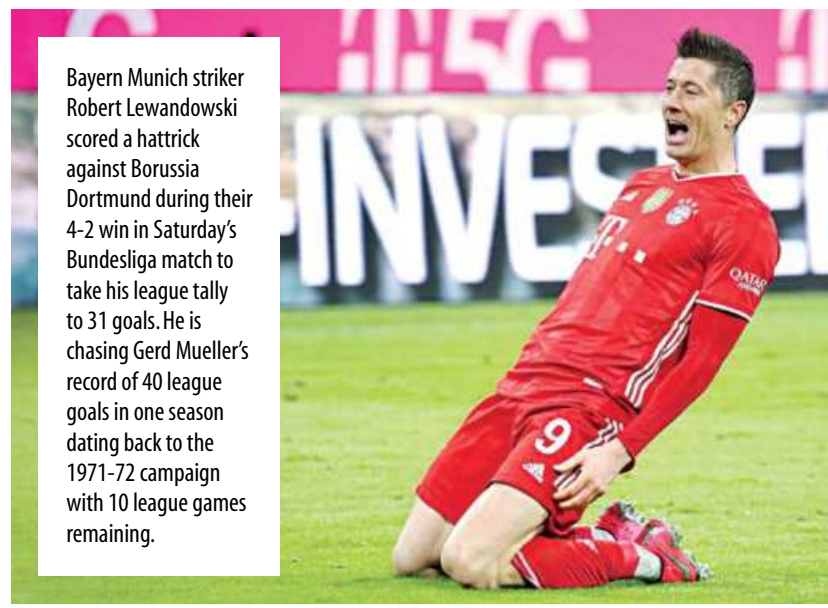 5G
INVES
Bayern Munich striker
Robert Lewandowski
scored a hattrick
against Borussia
Dortmund during their
4-2 win in Saturday's
Bundesliga match to
take his league tally
to 31 goals. He is
chasing Gerd Mueller's
record of 40 league
goals in one season
dating back to the
1971-72 campaign
with 10 league games
remaining.
T
QATAR
9
adidas